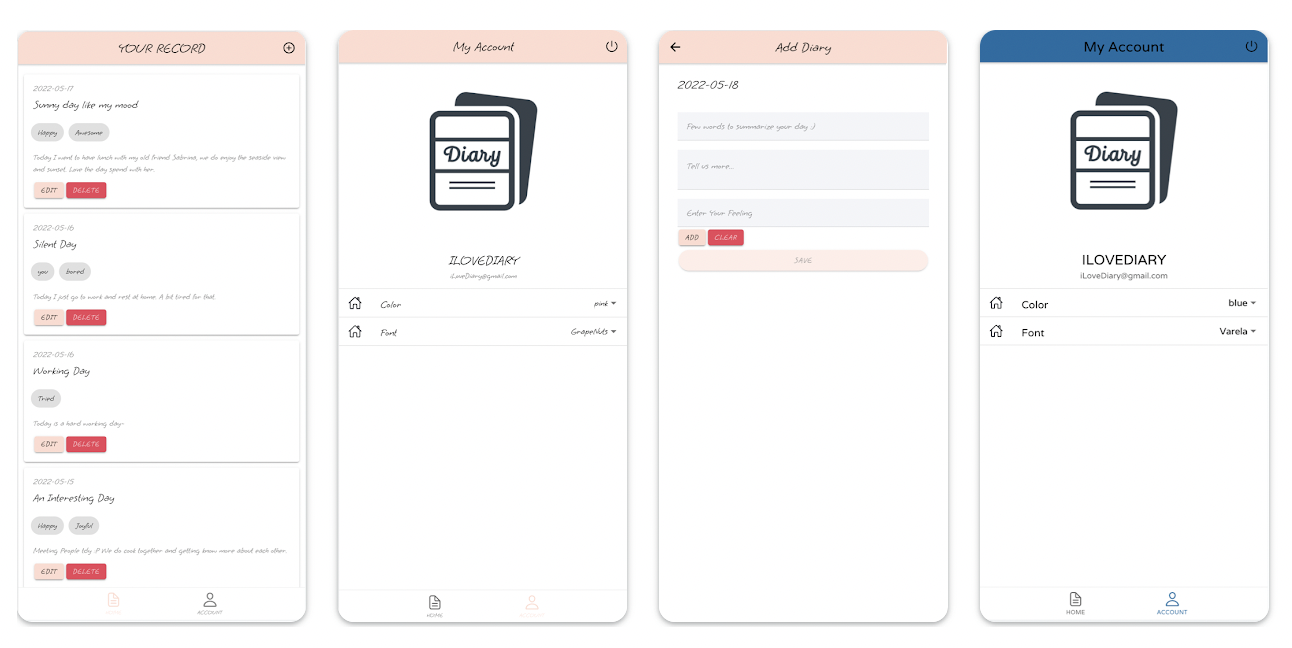 YOUR RECORD
2022-05-17
Sunny day like my mood
Happy Awesome
Today I went to have lunch with my old friend Sabrina, we do enjoy the seaside view
and sunset. Love the day spend with her.
EDIT DELETE
2022-05-16
Silent Day
you bored
Today I just go to work and rest at home. A bit tired for that.
EDIT DELETE
2022-05-16
Working Day
Tried
Today is a hard working day~
EDIT DELETE
2022-05-15
An Interesting Day
Happy Joyful
Meeting People tdy :P We do cook together and getting know more about each other.
EDIT DELETE
HOME ACCOUNT
My Account
Diary
ILOVEDIARY
iLoveDiary@gmail.com
Color pink
Font GrapeNuts
HOME ACCOUNT
Add Diary
2022-05-18
Few words to summarize your day :)
Tell us more...
Enter Your Feeling
ADD CLEAR
SAVE
My Account
Diary
ILOVEDIARY
iLoveDiary@gmail.com
Color blue
Font Varela
HOME ACCOUNT